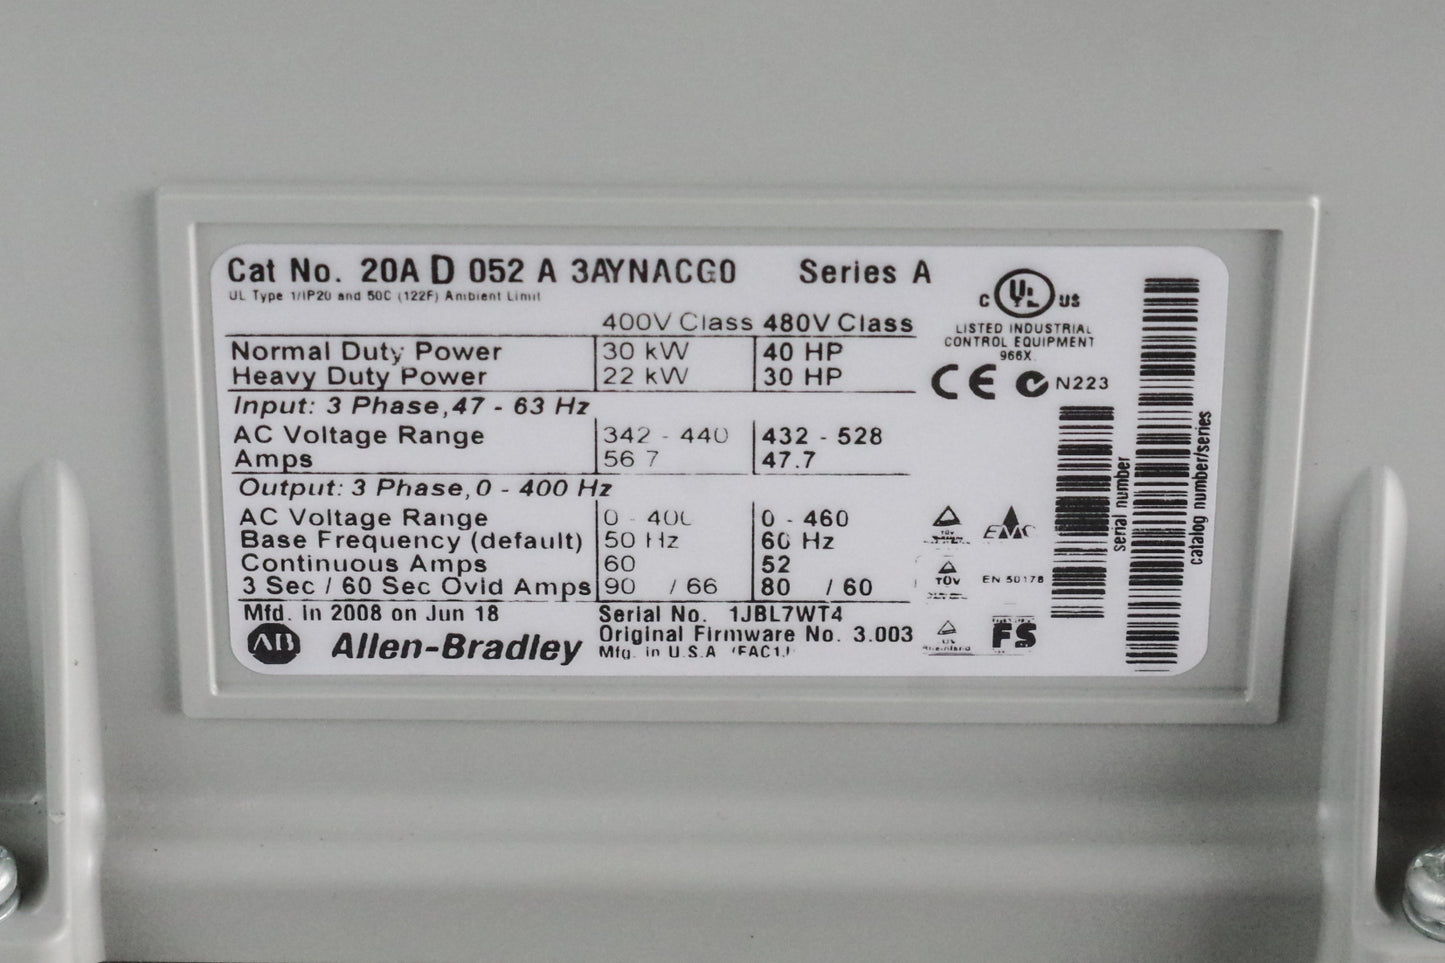 Cat No. 20A D 052 A 3AYNACG0 Series A
UL Type 1/IP20 and 50C (122F) Ambient Limit
400V Class 480V Class
Normal Duty Power 30 kW 40 HP
Heavy Duty Power 22 kW 30 HP
Input: 3 Phase, 47 - 63 Hz
AC Voltage Range 342 - 440 432 - 528
Amps 56 7 47.7
Output: 3 Phase, 0 - 400 Hz
AC Voltage Range 0 - 400 0 - 460
Base Frequency (default) 50 Hz 60 Hz
Continuous Amps 60 52
3 Sec / 60 Sec Ovld Amps 90 / 66 80 / 60
Mfd. in 2008 on Jun 18 Serial No. 1JBL7WT4
Original Firmware No. 3.003
AB Allen-Bradley Mfg. in U.S.A
C UL US
LISTED INDUSTRIAL
CONTROL EQUIPMENT
966X
CE N223
EMC
TÜV EN 50178
FS
serial number
catalog number/series